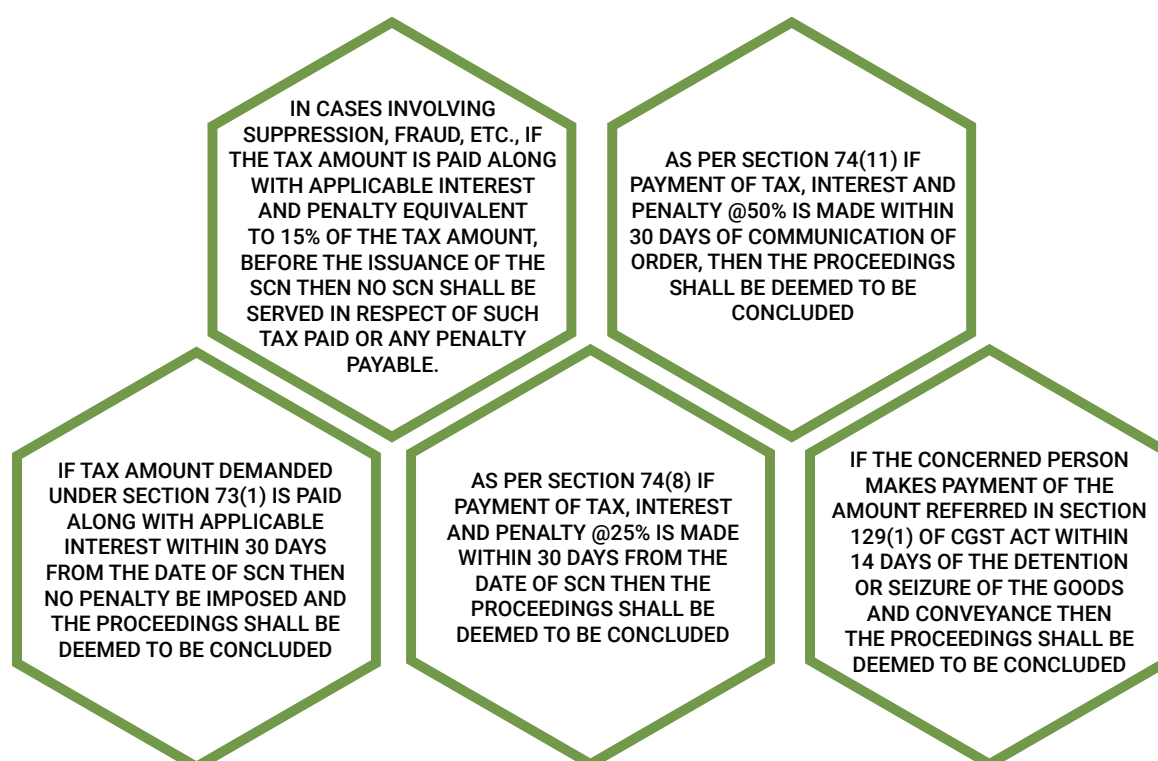 IN CASES INVOLVING
SUPPRESSION, FRAUD, ETC., IF
THE TAX AMOUNT IS PAID ALONG
WITH APPLICABLE INTEREST
AND PENALTY EQUIVALENT
TO 15% OF THE TAX AMOUNT,
BEFORE THE ISSUANCE OF THE
SCN THEN NO SCN SHALL BE
SERVED IN RESPECT OF SUCH
TAX PAID OR ANY PENALTY
PAYABLE.
AS PER SECTION 74(11) IF
PAYMENT OF TAX, INTEREST AND
PENALTY @50% IS MADE WITHIN
30 DAYS OF COMMUNICATION OF
ORDER, THEN THE PROCEEDINGS
SHALL BE DEEMED TO BE
CONCLUDED
IF TAX AMOUNT DEMANDED
UNDER SECTION 73(1) IS PAID
ALONG WITH APPLICABLE
INTEREST WITHIN 30 DAYS
FROM THE DATE OF SCN THEN
NO PENALTY BE IMPOSED AND
THE PROCEEDINGS SHALL BE
DEEMED TO BE CONCLUDED
AS PER SECTION 74(8) IF
PAYMENT OF TAX, INTEREST
AND PENALTY @25% IS MADE
WITHIN 30 DAYS FROM THE
DATE OF SCN THEN THE
PROCEEDINGS SHALL BE
DEEMED TO BE CONCLUDED
IF THE CONCERNED PERSON
MAKES PAYMENT OF THE
AMOUNT REFERRED IN SECTION
129(1) OF CGST ACT WITHIN
14 DAYS OF THE DETENTION
OR SEIZURE OF THE GOODS
AND CONVEYANCE THEN
THE PROCEEDINGS SHALL BE
DEEMED TO BE CONCLUDED